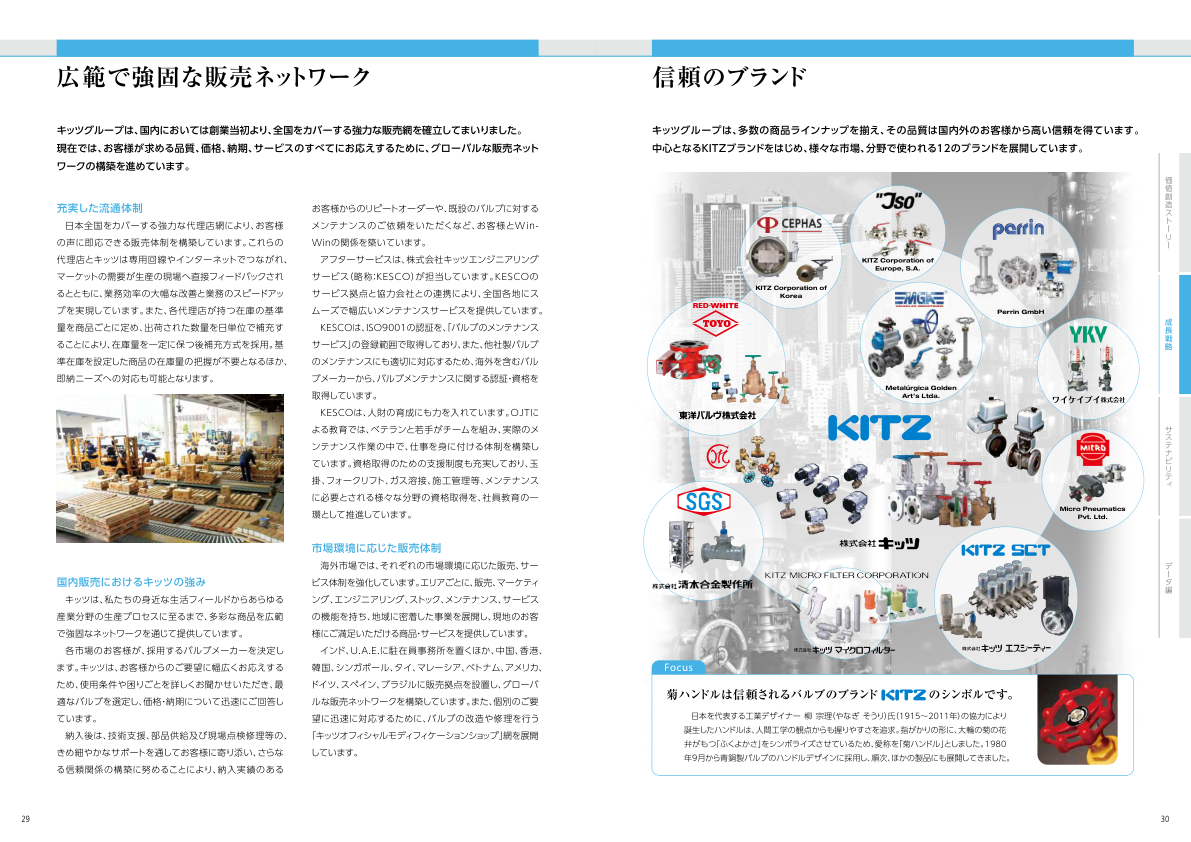 広範で強固な販売ネットワーク
キッツグループは、国内においては創業当初より、全国をカバーする強力な販売網を確立してまいりました。
現在では、お客様が求める品質、価格、納期、サービスのすべてにお応えするために、グローバルな販売ネット
ワークの構築を進めています。
充実した流通体制
日本全国をカバーする強力な代理店網により、お客様
の声に即応できる販売体制を構築しています。これらの
代理店とキッツは専用回線やインターネットでつながれ、
マーケットの需要が生産の現場へ直接フィードバックされ
るとともに、業務効率の大幅な改善と業務のスピードアッ
プを実現しています。また、各代理店が持つ在庫の基準
量を商品ごとに定め、出荷された数量を日単位で補充す
ることにより、在庫量を一定に保つ後補充方式を採用。基
準在庫を設定した商品の在庫量の把握が不要となるほか、
即納ニーズへの対応も可能となります。
国内販売におけるキッツの強み
キッツは、私たちの身近な生活フィールドからあらゆる
産業分野の生産プロセスに至るまで、多彩な商品を広範
で強固なネットワークを通じて提供しています。
各市場のお客様が、採用するバルブメーカーを決定し
ます。キッツは、お客様からのご要望に幅広くお応えする
ため、使用条件や困りごとを詳しくお聞かせいただき、最
適なバルブを選定し、価格・納期について迅速にご回答し
ています。
納入後は、技術支援、部品供給及び現場点検修理等の、
きめ細やかなサポートを通してお客様に寄り添い、さらな
る信頼関係の構築に努めることにより、納入実績のある
お客様からのリピートオーダーや、既設のバルブに対する
メンテナンスのご依頼をいただくなど、お客様とWin-
Winの関係を築いています。
アフターサービスは、株式会社キッツエンジニアリング
サービス（略称：KESCO）が担当しています。KESCOの
サービス拠点と協力会社との連携により、全国各地にス
ムーズで幅広いメンテナンスサービスを提供しています。
KESCOは、ISO9001の認証を、「バルブのメンテナンス
サービス」の登録範囲で取得しており、また、他社製バルブ
のメンテナンスにも適切に対応するため、海外を含むバル
ブメーカーから、バルブメンテナンスに関する認証・資格を
取得しています。
KESCOは、人財の育成にも力を入れています。OJTに
よる教育では、ベテランと若手がチームを組み、実際のメ
ンテナンス作業の中で、仕事を身に付ける体制を構築し
ています。資格取得のための支援制度も充実しており、玉
掛、フォークリフト、ガス溶接、施工管理等、メンテナンス
に必要とされる様々な分野の資格取得を、社員教育の一
環として推進しています。
市場環境に応じた販売体制
海外市場では、それぞれの市場環境に応じた販売、サー
ビス体制を強化しています。エリアごとに、販売、マーケティ
ング、エンジニアリング、ストック、メンテナンス、サービス
の機能を持ち、地域に密着した事業を展開し、現地のお客
様にご満足いただける商品・サービスを提供しています。
インド、U.A.E.に駐在員事務所を置くほか、中国、香港、
韓国、シンガポール、タイ、マレーシア、ベトナム、アメリカ、
ドイツ、スペイン、ブラジルに販売拠点を設置し、グローバ
ルな販売ネットワークを構築しています。また、個別のご要
望に迅速に対応するために、バルブの改造や修理を行う
「キッツオフィシャルモディフィケーションショップ」網を展開
しています。
29
信頼のブランド
キッツグループは、多数の商品ラインナップを揃え、その品質は国内外のお客様から高い信頼を得ています。
中心となるKITZブランドをはじめ、様々な市場、分野で使われる12のブランドを展開しています。
CEPHAS
KITZ Corporation of
Korea
"JSO"
KITZ Corporation of
Europe, S.A.
perrin
Perrin GmbH
RED-WHITE
TOYO
東洋バルヴ株式会社
MGA
Metalúrgica Golden
Art's Ltda.
YKV
ワイケイブイ株式会社
KITZ
株式会社キッツ
MICRO
Micro Pneumatics
Pvt. Ltd.
SGS
株式会社清水合金製作所
KITZ MICRO FILTER CORPORATION
株式会社キッツ マイクロフィルター
KITZ SCT
株式会社キッツ エスシーティー
Focus
菊ハンドルは信頼されるバルブのブランド KITZ のシンボルです。
日本を代表する工業デザイナー 柳 宗理（やなぎ そうり）氏（1915〜2011年）の協力により
誕生したハンドルは、人間工学の観点からも握りやすさを追求。指がかりの形に、大輪の菊の花
弁がもつ「ふくよかさ」をシンボライズさせているため、愛称を「菊ハンドル」としました。1980
年9月から青銅製バルブのハンドルデザインに採用し、順次、ほかの製品にも展開してきました。
価値創造ストーリー
成長戦略
サステナビリティ
データ編
30